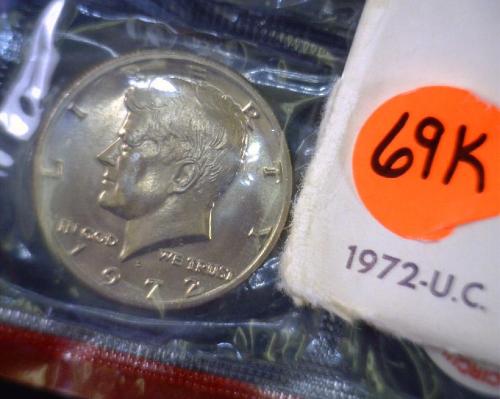 LIBERTY
IN GOD WE TRUST
1972
69K
1972-U.C.